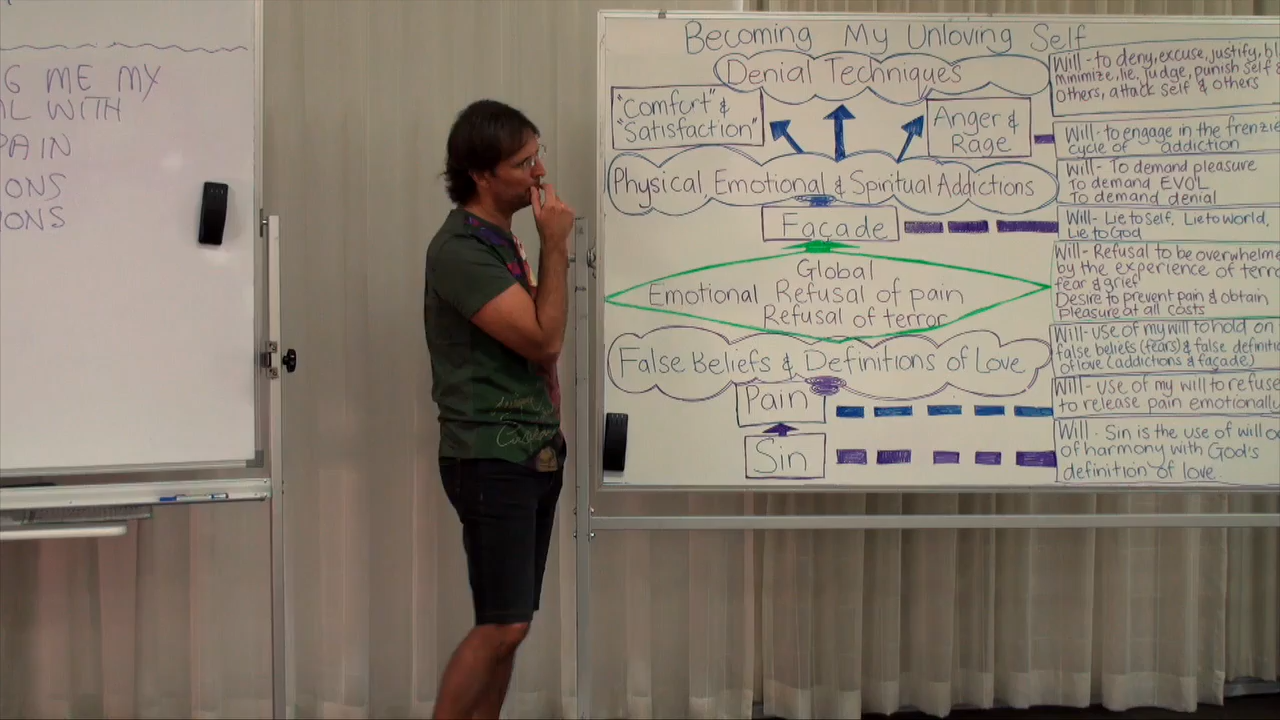 G ME MY
AL WITH
PAIN
IONS
IONS
Becoming My Unloving Self
Denial Techniques
"Comfort" &
"Satisfaction"
Anger &
Rage
Physical, Emotional & Spiritual Addictions
Façade
Global
Emotional Refusal of pain
Refusal of terror
False Beliefs & Definitions of Love
Pain
Sin
Will - to deny, excuse, justify, bl
minimize, lie, judge, punish self &
others, attack self & others
Will - to engage in the frenzie
cycle of addiction
Will - To demand pleasure
To demand EVOL
To demand denial
Will - Lie to Self, Lie to World,
Lie to God
Will - Refusal to be overwhelme
by the experience of terro
fear & grief
Desire to prevent pain & obtain
pleasure at all costs
Will - use of my will to hold on
false beliefs (fears) & false definitio
of love (addictions & façade)
Will - use of my will to refuse
to release pain emotionally
Will - Sin is the use of will o
of harmony with God's
definition of love